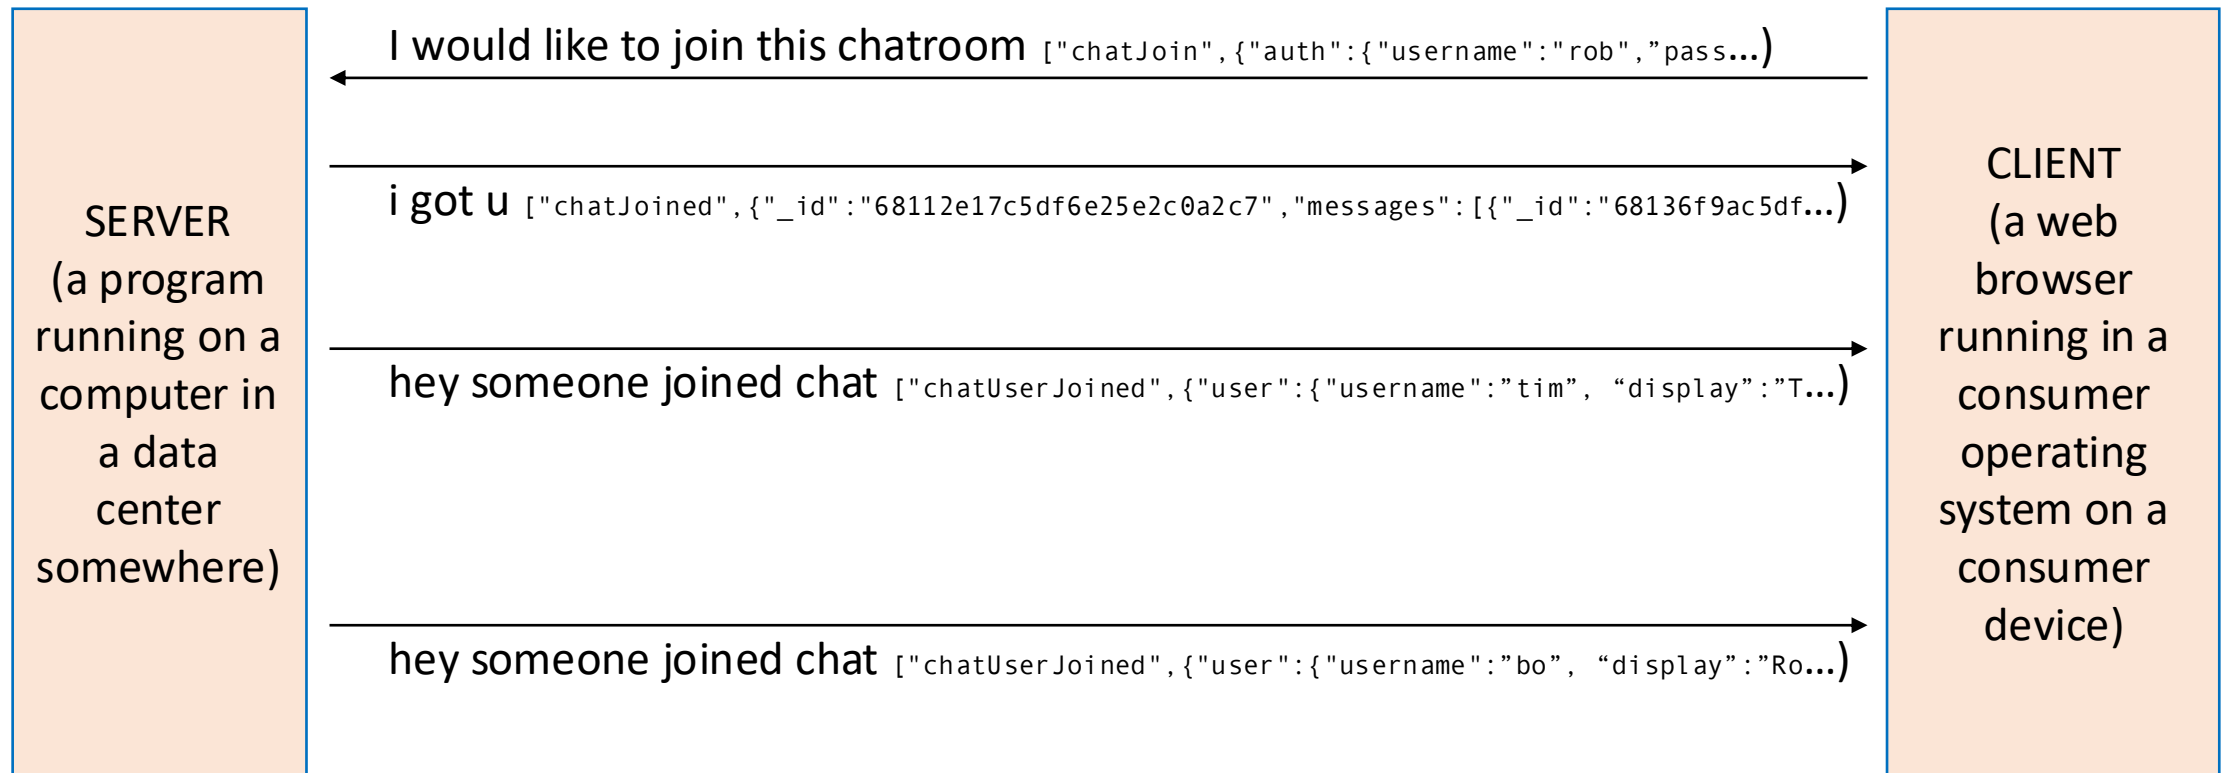 I would like to join this chatroom ["chatJoin",{"auth":{"username":"rob",”pass...)
i got u ["chatJoined",{"_id":"68112e17c5df6e25e2c0a2c7","messages":[{"_id":"68136f9ac5df...)
hey someone joined chat ["chatUserJoined",{"user":{"username":”tim”, “display”:”T...)
hey someone joined chat ["chatUserJoined",{"user":{"username":”bo”, “display”:”Ro...)
SERVER
(a program
running on a
computer in
a data
center
somewhere)
CLIENT
(a web
browser
running in a
consumer
operating
system on a
consumer
device)